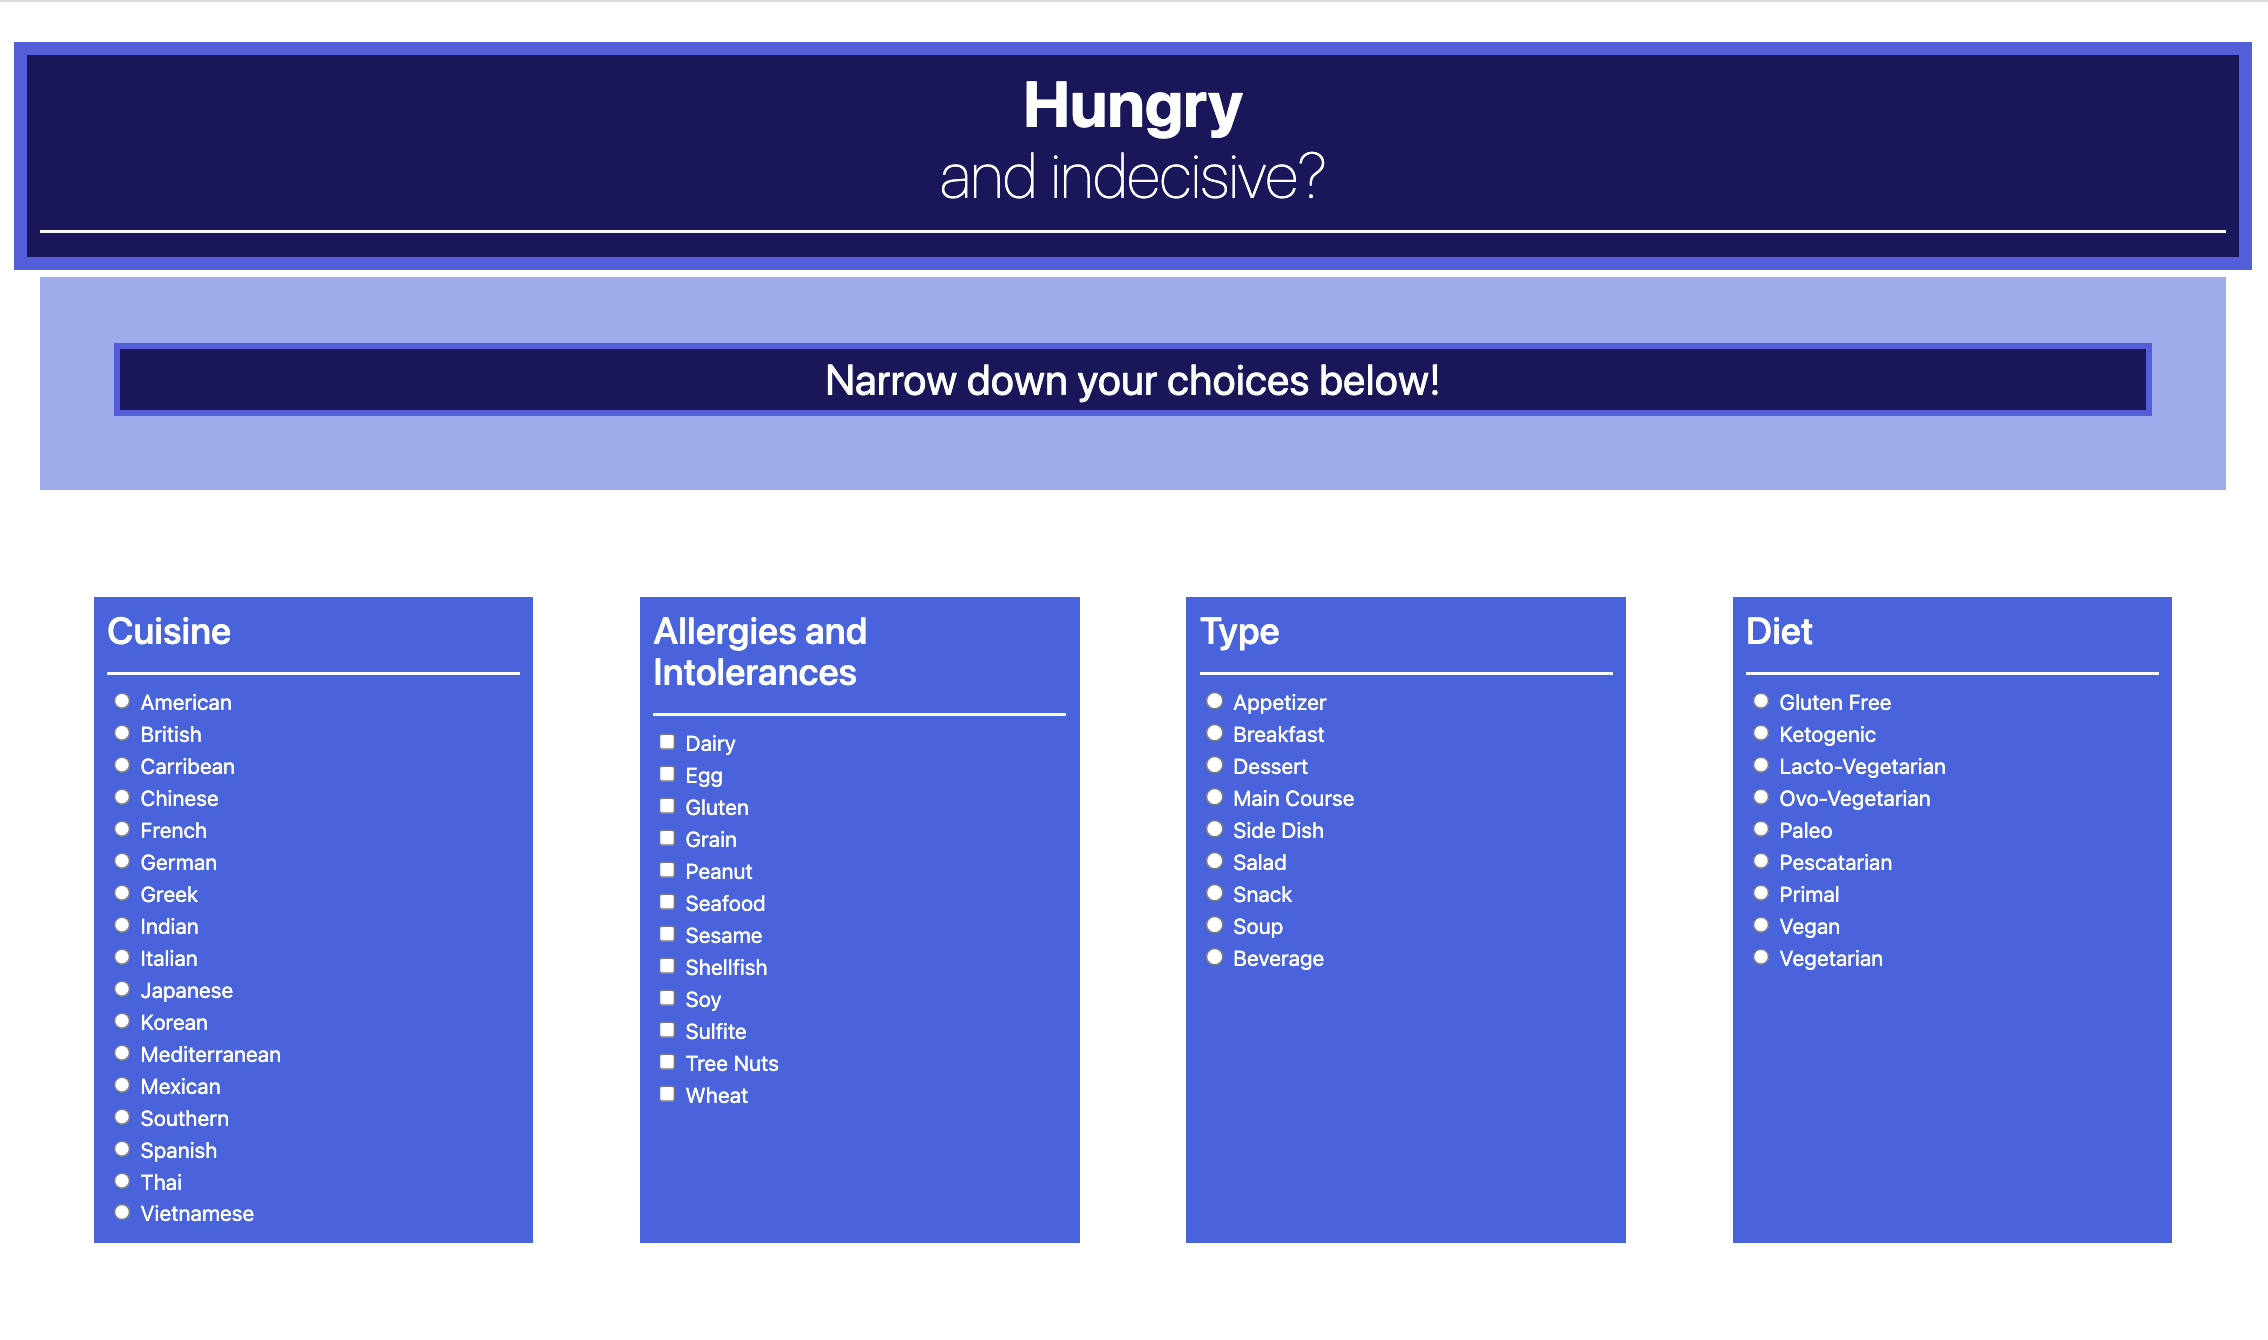 Hungry
and indecisive?
Narrow down your choices below!
Cuisine
American
British
Carribean
Chinese
French
German
Greek
Indian
Italian
Japanese
Korean
Mediterranean
Mexican
Southern
Spanish
Thai
Vietnamese
Allergies and
Intolerances
Dairy
Egg
Gluten
Grain
Peanut
Seafood
Sesame
Shellfish
Soy
Sulfite
Tree Nuts
Wheat
Type
Appetizer
Breakfast
Dessert
Main Course
Side Dish
Salad
Snack
Soup
Beverage
Diet
Gluten Free
Ketogenic
Lacto-Vegetarian
Ovo-Vegetarian
Paleo
Pescatarian
Primal
Vegan
Vegetarian